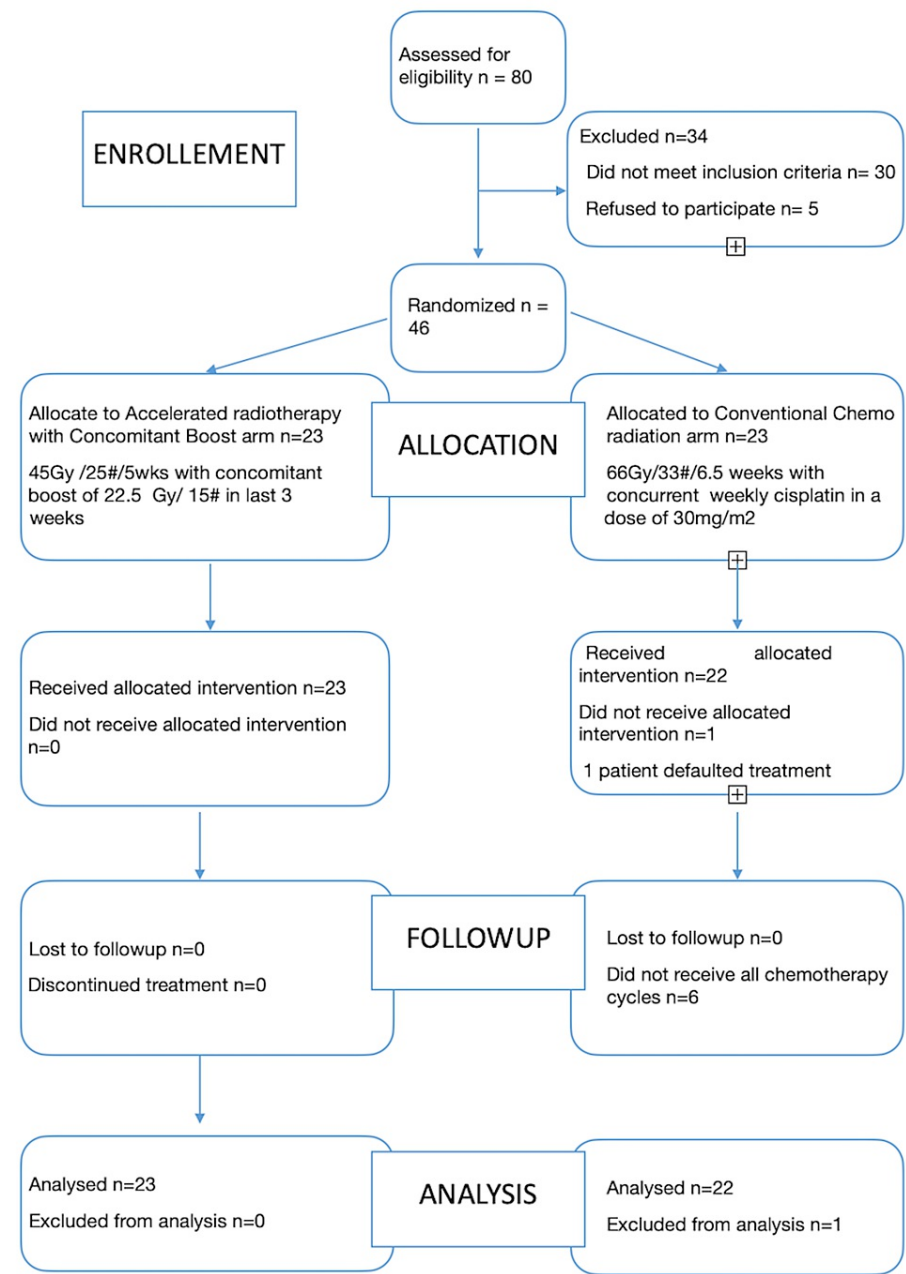 Assessed for
eligibility n = 80
ENROLLEMENT
Excluded n=34
Did not meet inclusion criteria n= 30
Refused to participate n= 5
Randomized n =
46
Allocate to Accelerated radiotherapy
with Concomitant Boost arm n=23
45Gy /25#/5wks with concomitant
boost of 22.5 Gy/ 15# in last 3
weeks
ALLOCATION
Allocated to Conventional Chemo
radiation arm n=23
66Gy/33#/6.5 weeks with
concurrent weekly cisplatin in a
dose of 30mg/m2
Received allocated intervention n=23
Did not receive allocated intervention
n=0
Received allocated
intervention n=22
Did not receive allocated
intervention n=1
1 patient defaulted treatment
Lost to followup n=0
Discontinued treatment n=0
FOLLOWUP
Lost to followup n=0
Did not receive all chemotherapy
cycles n=6
Analysed n=23
Excluded from analysis n=0
ANALYSIS
Analysed n=22
Excluded from analysis n=1